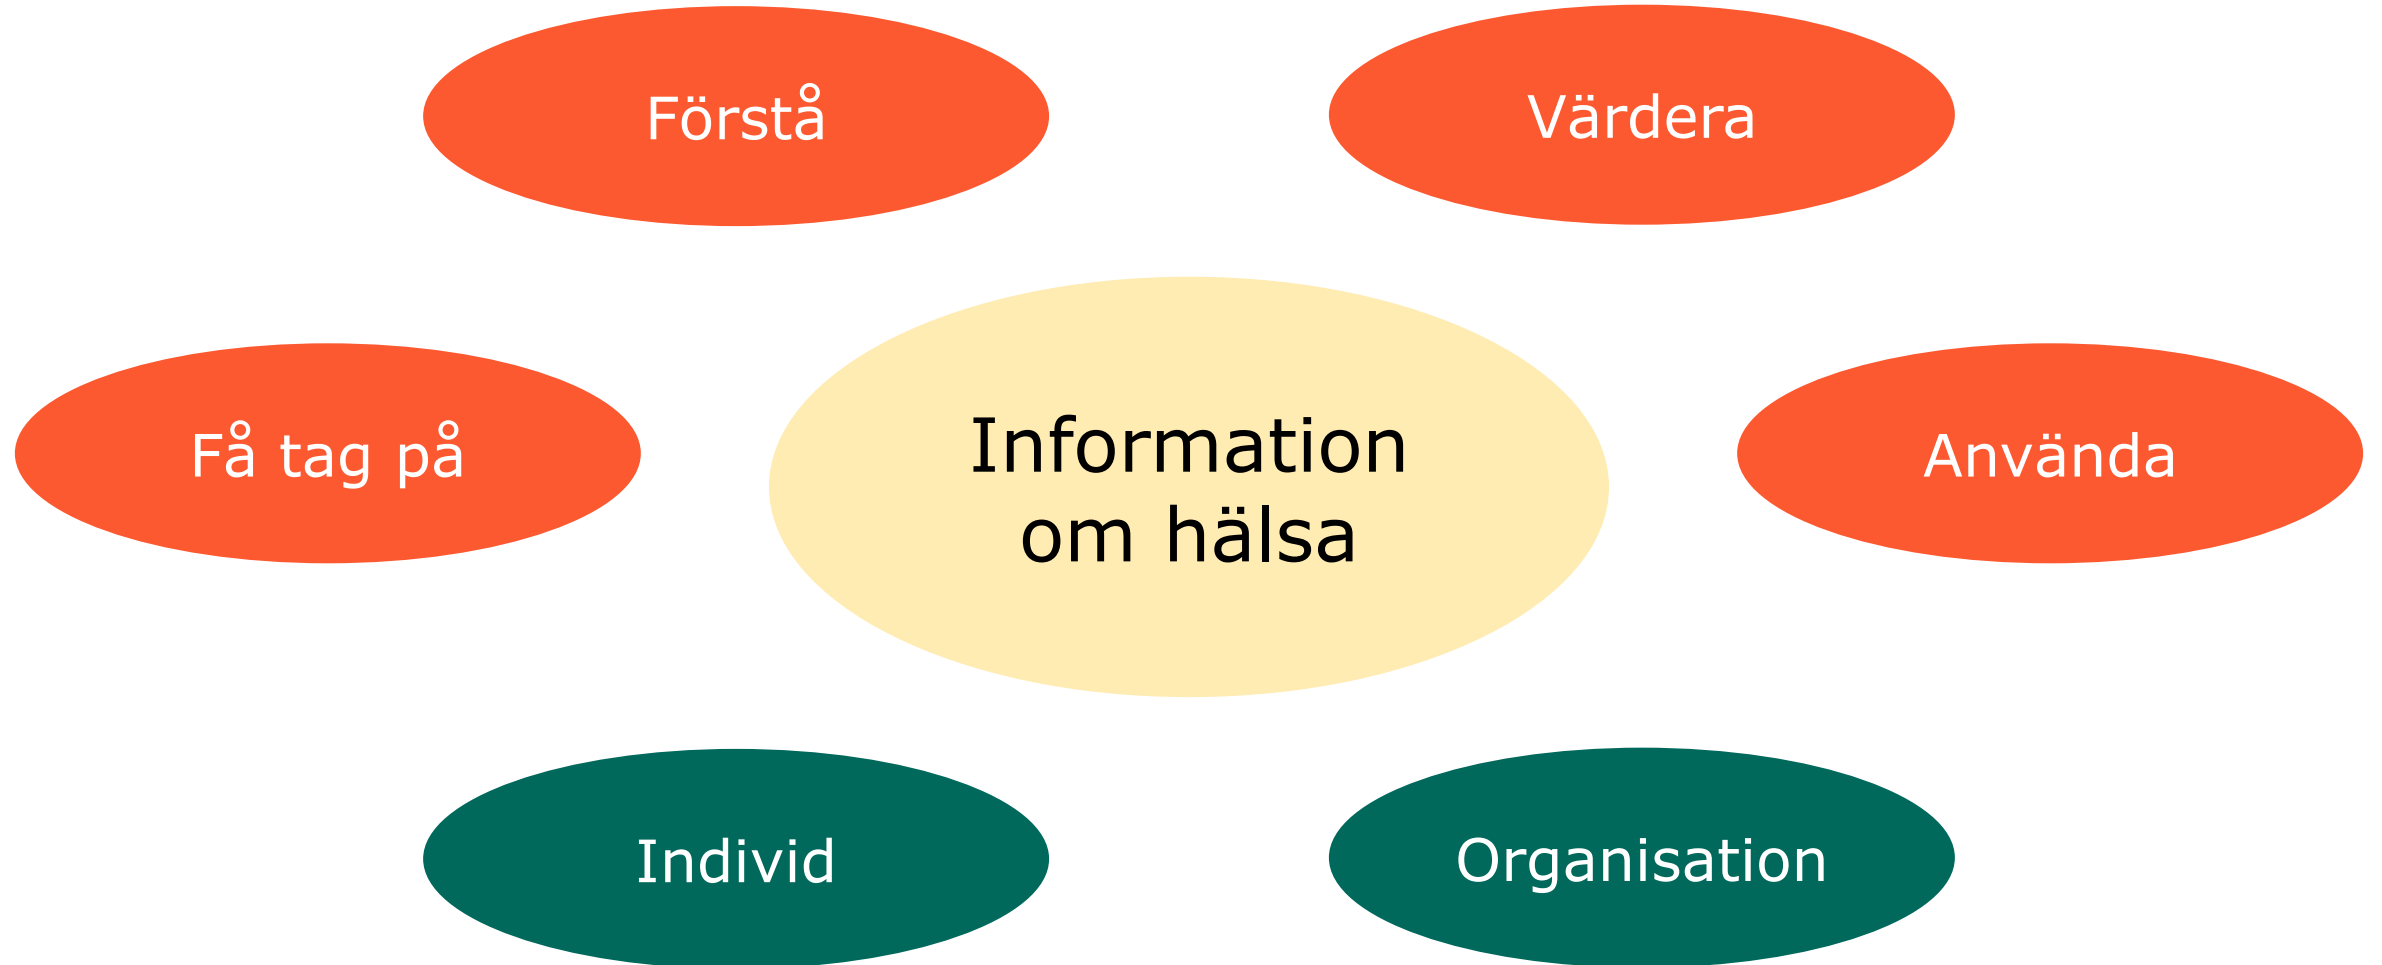 Förstå
Värdera
Få tag på
Information
om hälsa
Använda
Individ
Organisation